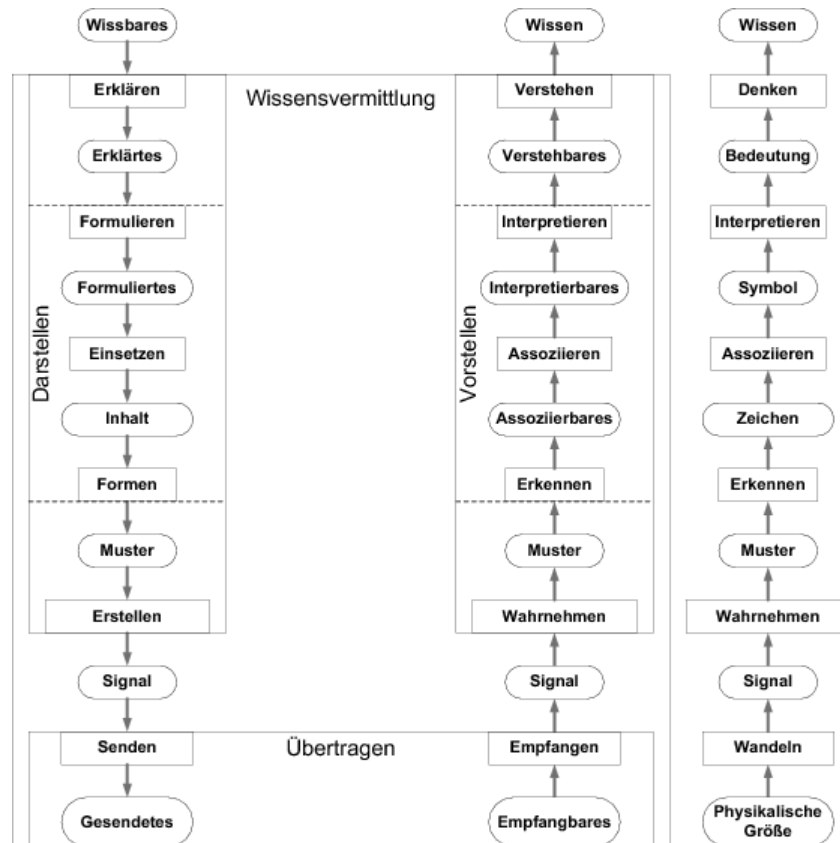 Wissbares
Wissen
Wissen
Erklären
Wissensvermittlung
Verstehen
Denken
Erklärtes
Verstehbares
Bedeutung
Formulieren
Interpretieren
Interpretieren
Formuliertes
Interpretierbares
Symbol
Darstellen
Einsetzen
Vorstellen
Assoziieren
Assoziieren
Inhalt
Assoziierbares
Zeichen
Formen
Erkennen
Erkennen
Muster
Muster
Muster
Erstellen
Wahrnehmen
Wahrnehmen
Signal
Signal
Signal
Senden
Übertragen
Empfangen
Wandeln
Gesendetes
Empfangbares
Physikalische
Größe